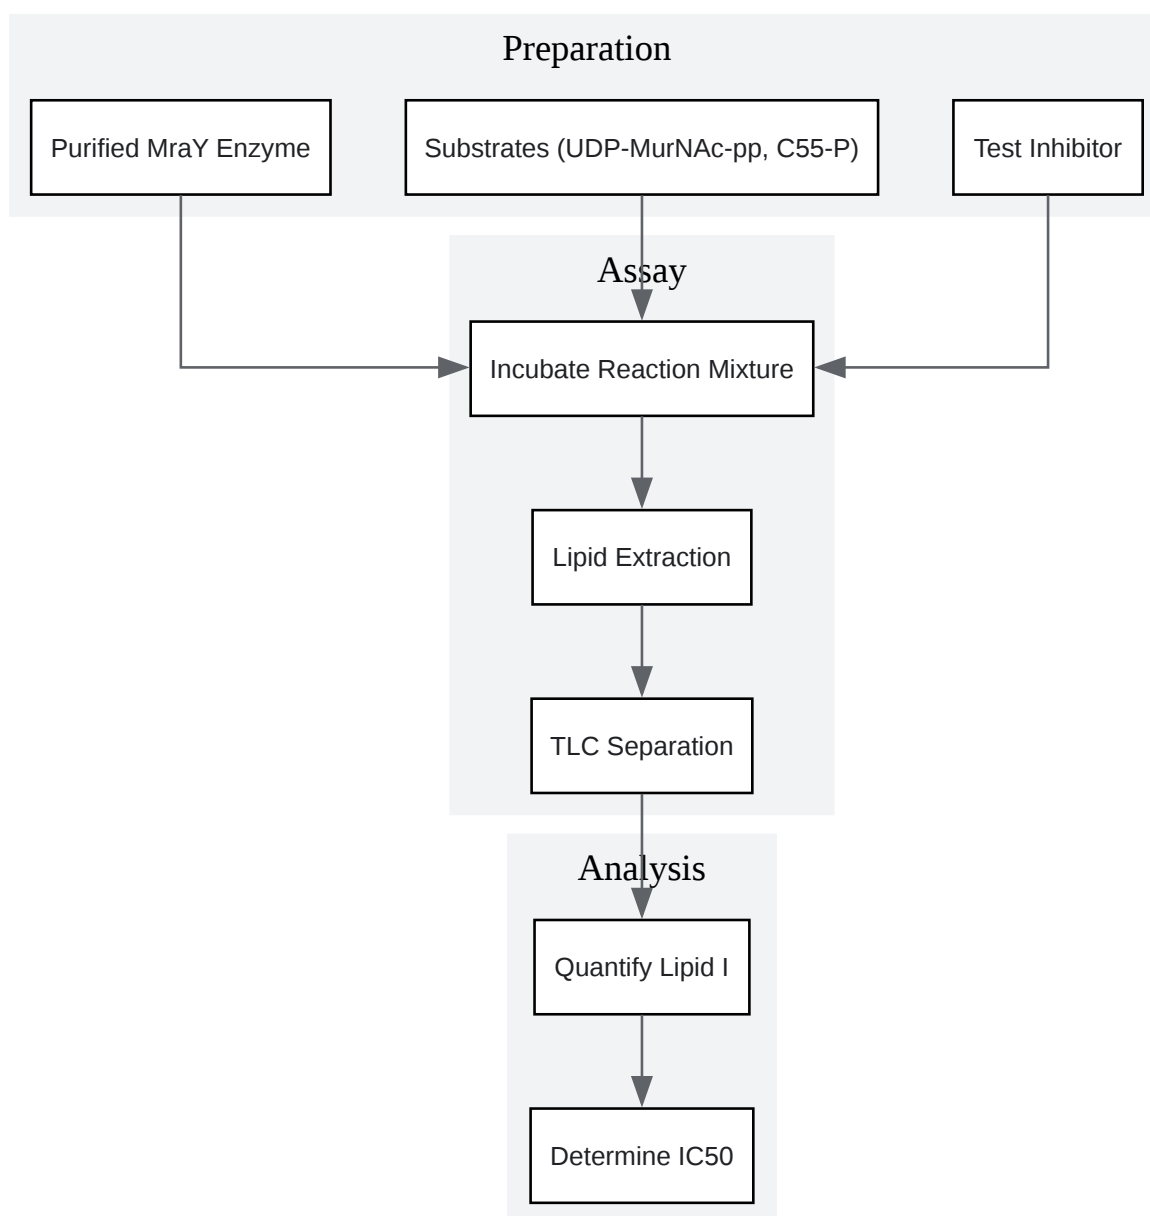 Preparation
Purified MraY Enzyme
Substrates (UDP-MurNAc-pp, C55-P)
Test Inhibitor
Assay
Incubate Reaction Mixture
Lipid Extraction
TLC Separation
Analysis
Quantify Lipid I
Determine IC50